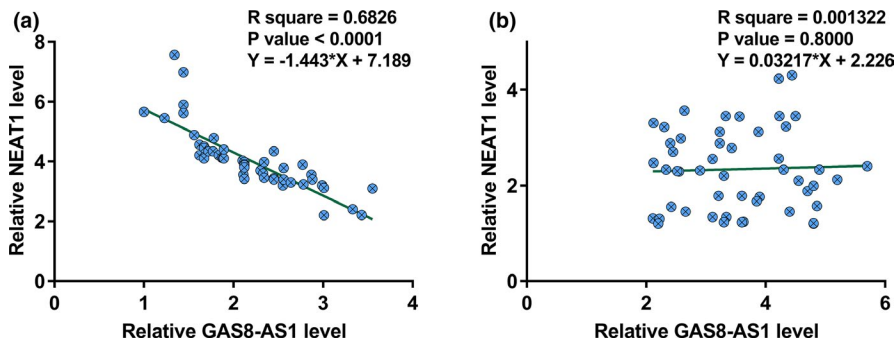 (a)
R square = 0.6826
P value < 0.0001
Y = -1.443*X + 7.189
Relative NEAT1 level
8
6
4
2
0
0 1 2 3 4
Relative GAS8-AS1 level
(b)
R square = 0.001322
P value = 0.8000
Y = 0.03217*X + 2.226
Relative NEAT1 level
4
2
0
0 2 4 6
Relative GAS8-AS1 level